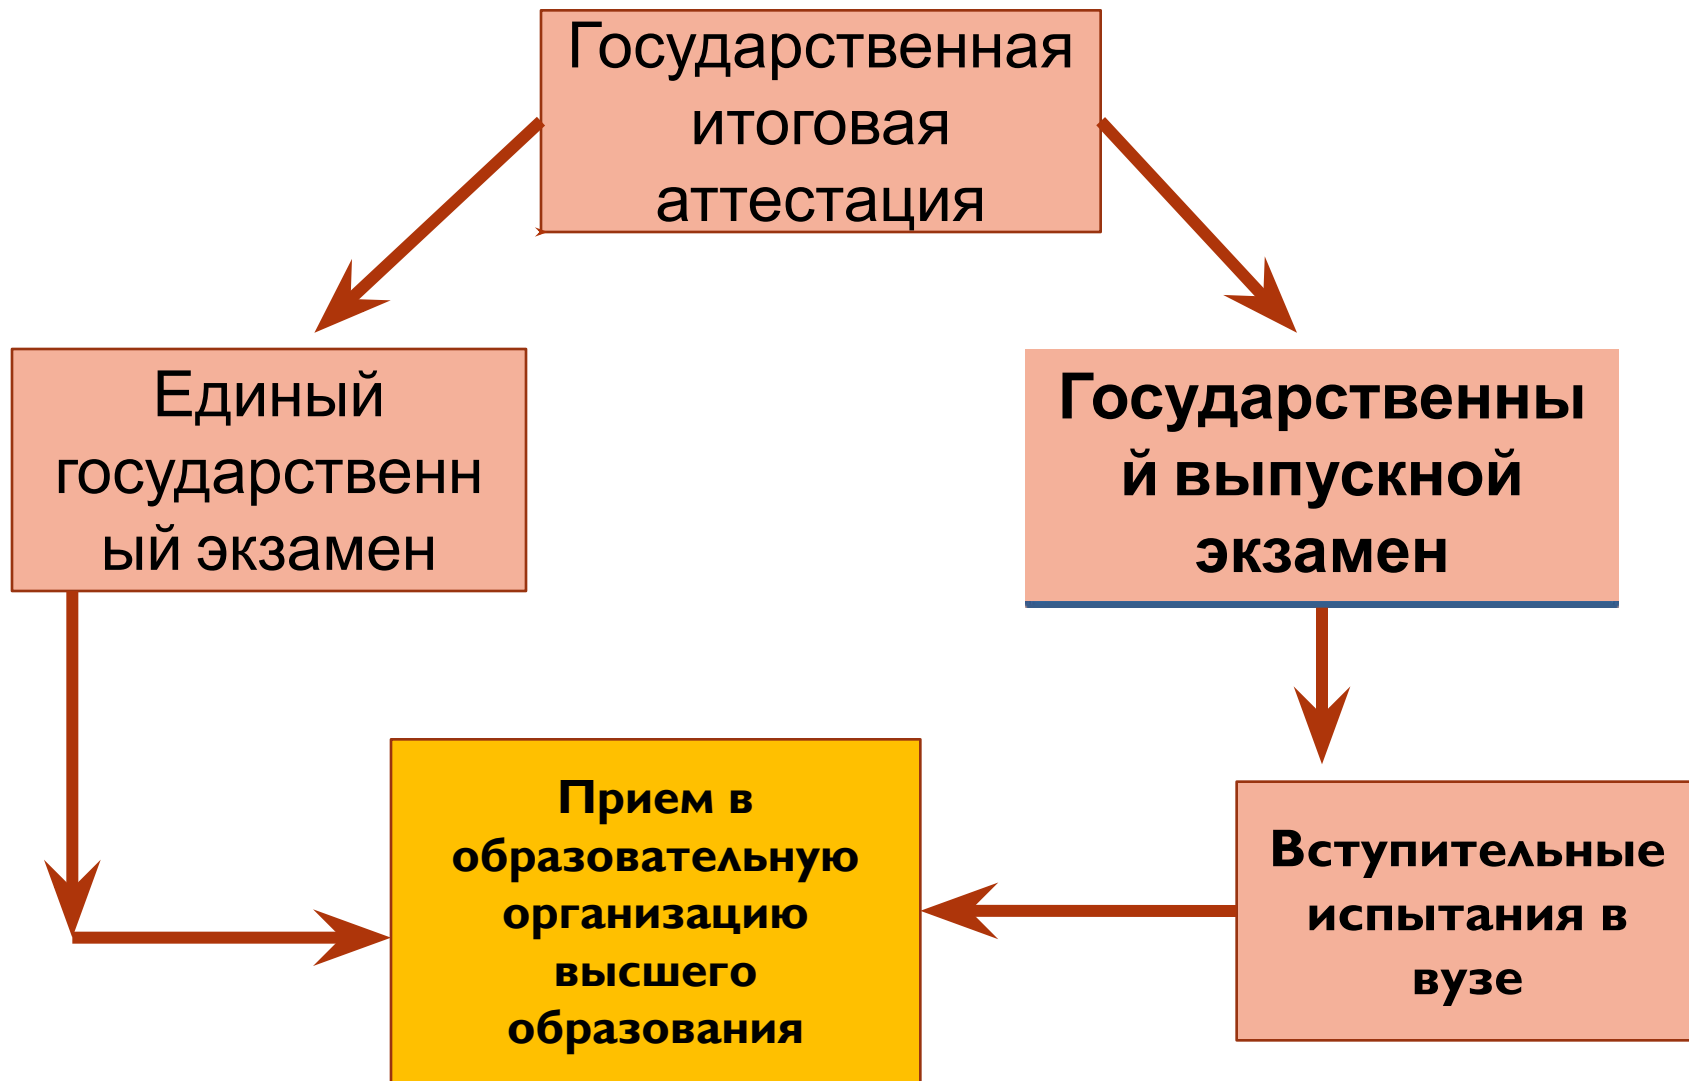 Государственная
итоговая
аттестация
Единый
государственн
ый экзамен
Государственны
й выпускной
экзамен
Прием в
образовательную
организацию
высшего
образования
Вступительные
испытания в
вузе